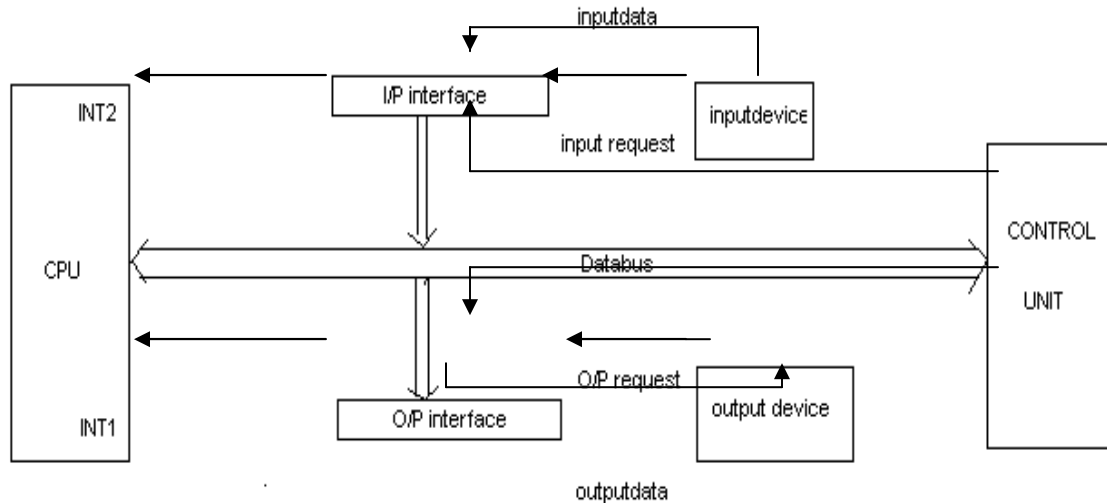 inputdata
I/P interface
INT2
inputdevice
input request
CONTROL
CPU
Databus
UNIT
O/P request
output device
O/P interface
INT1
outputdata